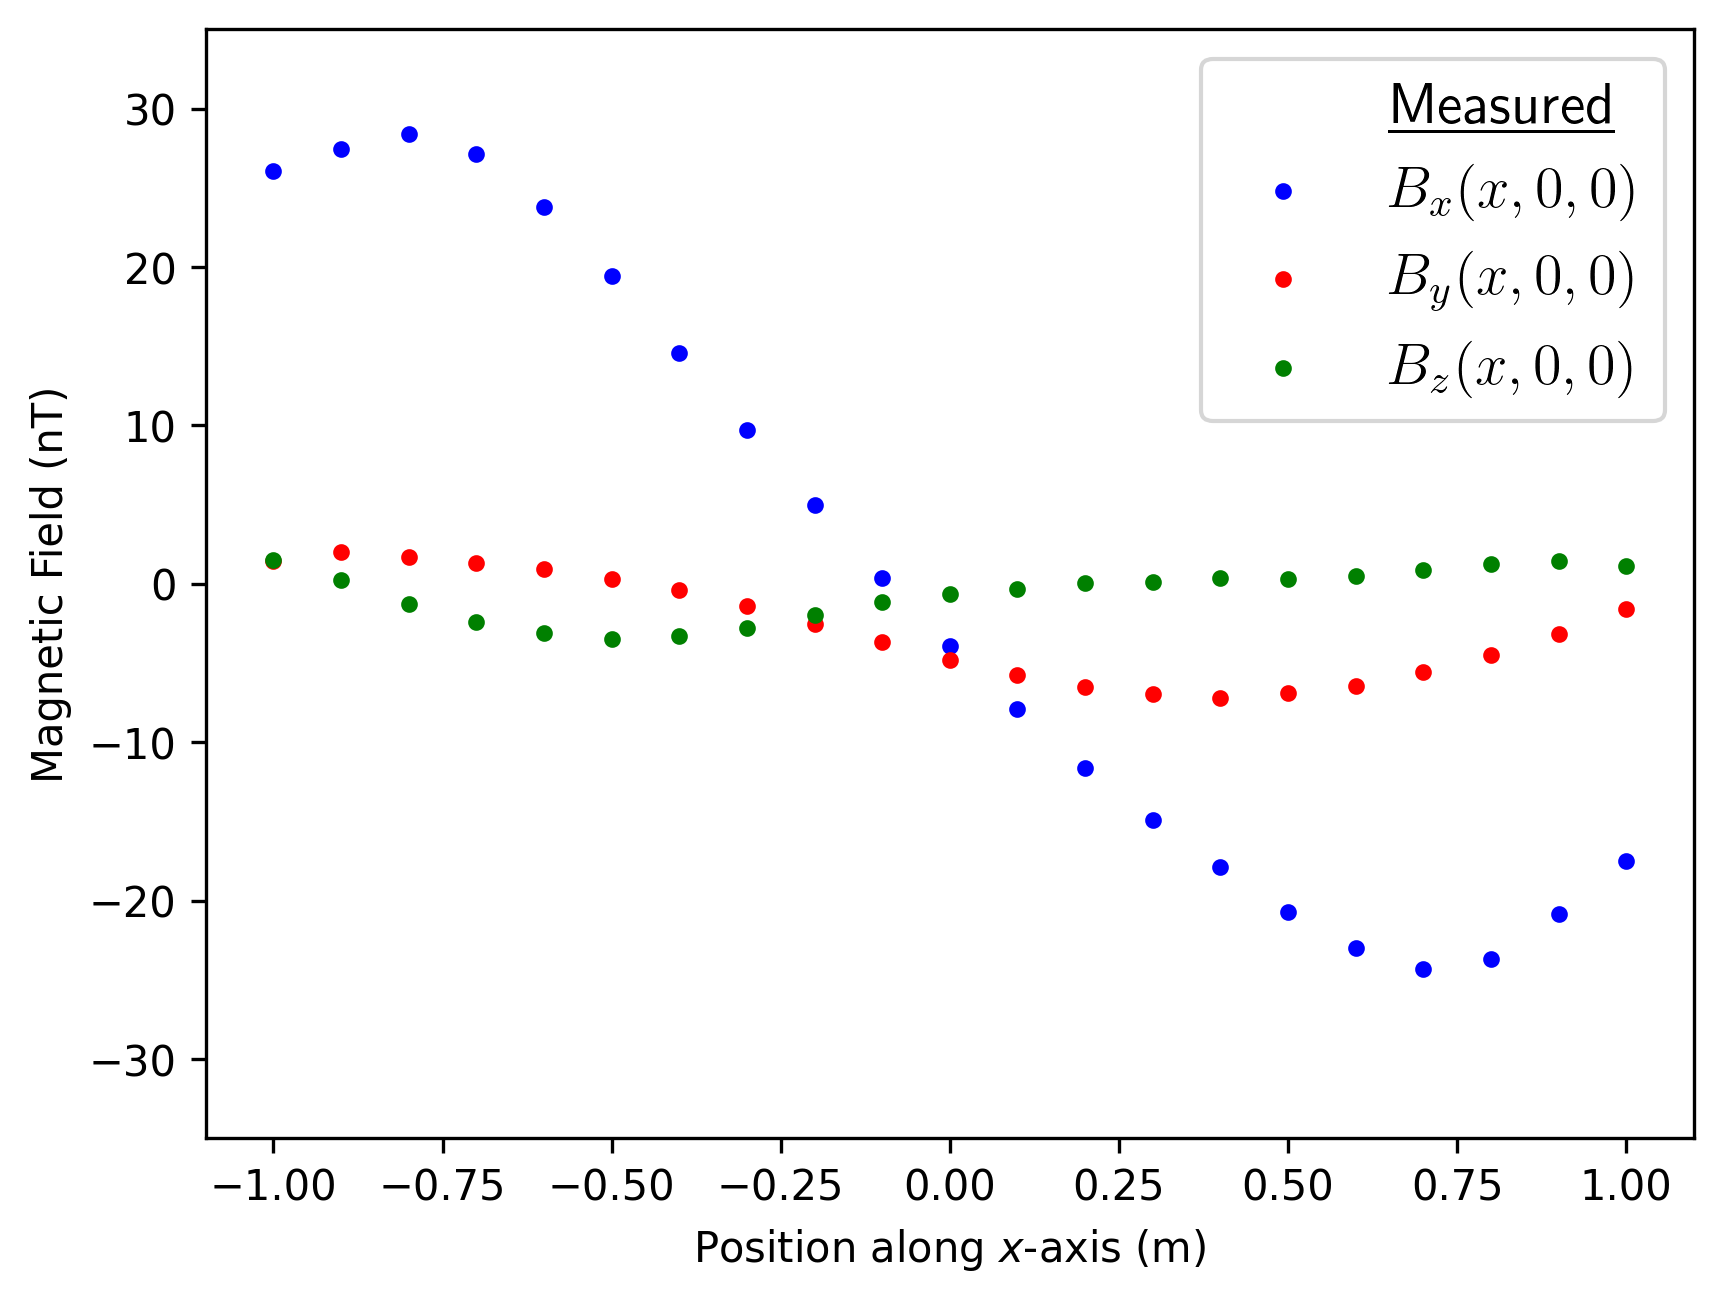 30
20
10
0
−10
−20
−30
Magnetic Field (nT)
Measured
B_x(x, 0, 0)
B_y(x, 0, 0)
B_z(x, 0, 0)
−1.00 −0.75 −0.50 −0.25 0.00 0.25 0.50 0.75 1.00
Position along x-axis (m)